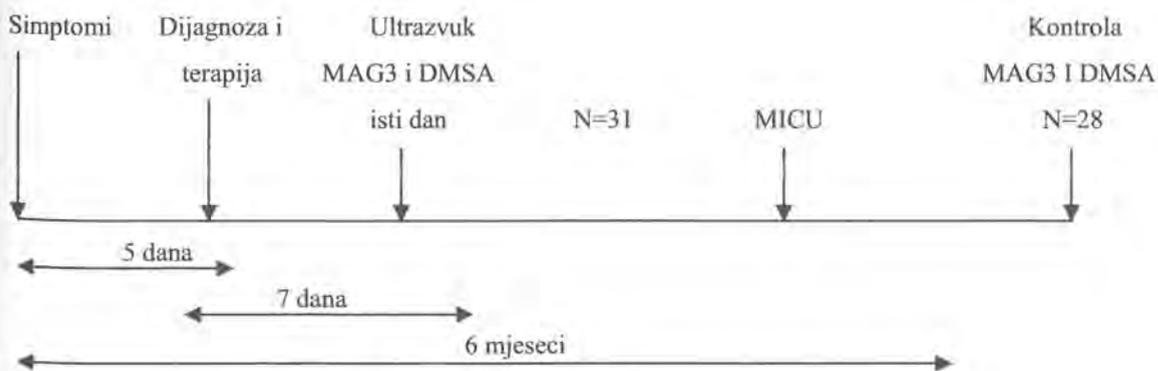 Simptomi Dijagnoza i Ultrazvuk Kontrola
terapija MAG3 i DMSA MAG3 I DMSA
isti dan N=31 MICU N=28
5 dana
7 dana
6 mjeseci